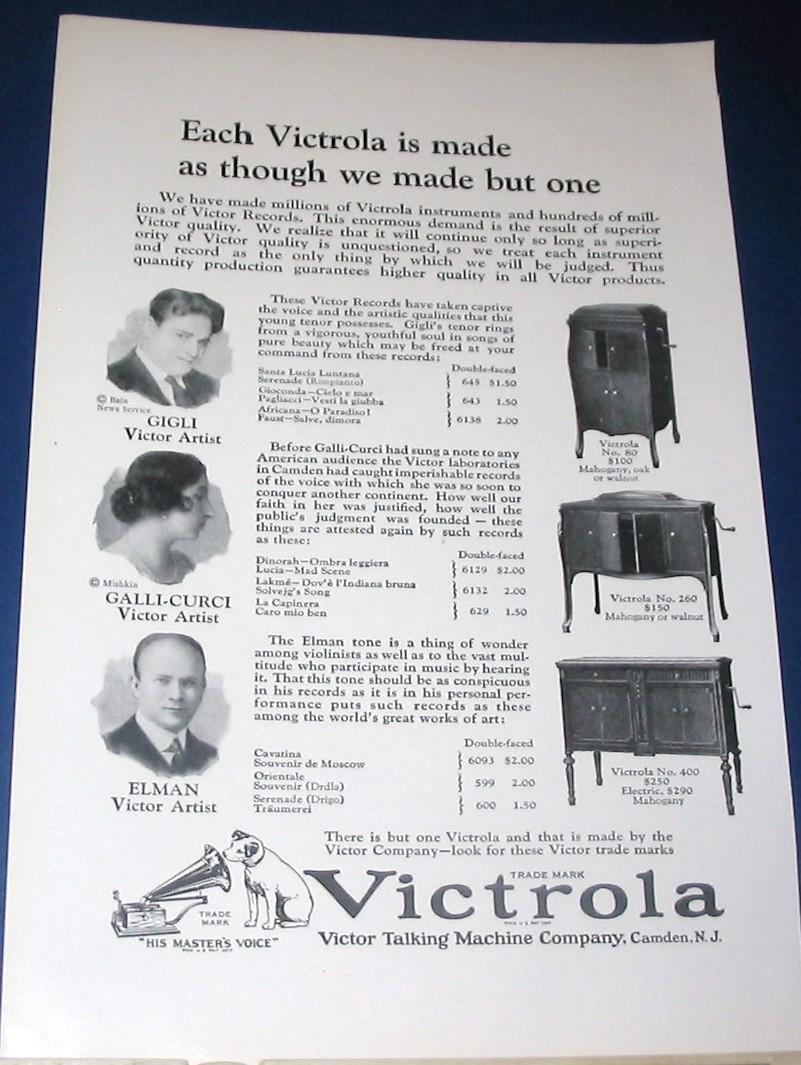 Each Victrola is made
as though we made but one
We have made millions of Victrola instruments and hundreds of mill-
ions of Victor Records. This enormous demand is the result of superior
Victor quality. We realize that it will continue only so long as superi-
ority of Victor quality is unquestioned, so we treat each instrument
and record as the only thing by which we will be judged. Thus
quantity production guarantees higher quality in all Victor products.
© Bain
News Service
GIGLI
Victor Artist
These Victor Records have taken captive
the voice and the artistic qualities that this
young tenor possesses. Gigli's tenor rings
from a vigorous, youthful soul in songs of
pure beauty which may be freed at your
command from these records:
Double-faced
Santa Lucia Luntana
Serenade (Rimpianto) } 645 $1.50
Gioconda—Cielo e mar
Pagliacci—Vesti la giubba } 643 1.50
Africana—O Paradiso!
Faust—Salve, dimora } 6138 2.00
Victrola
No. 80
$100
Mahogany, oak
or walnut
© Mishkin
GALLI-CURCI
Victor Artist
Before Galli-Curci had sung a note to any
American audience the Victor laboratories
in Camden had caught imperishable records
of the voice with which she was so soon to
conquer another continent. How well our
faith in her was justified, how well the
public's judgment was founded — these
things are attested again by such records
as these:
Double-faced
Dinorah—Ombra leggiera
Lucia—Mad Scene } 6129 $2.00
Lakmé—Dov'è l'Indiana bruna
Solvejg's Song } 6132 2.00
La Capinera
Caro mio ben } 629 1.50
Victrola No. 260
$150
Mahogany or walnut
ELMAN
Victor Artist
The Elman tone is a thing of wonder
among violinists as well as to the vast mul-
titude who participate in music by hearing
it. That this tone should be as conspicuous
in his records as it is in his personal per-
formance puts such records as these
among the world's great works of art:
Double-faced
Cavatina
Souvenir de Moscow } 6093 $2.00
Orientale
Souvenir (Drdla) } 599 2.00
Serenade (Drigo)
Träumerei } 600 1.50
Victrola No. 400
$250
Electric, $290
Mahogany
There is but one Victrola and that is made by the
Victor Company—look for these Victor trade marks
TRADE
MARK
"HIS MASTER'S VOICE"
TRADE MARK
Victrola
Victor Talking Machine Company, Camden, N. J.